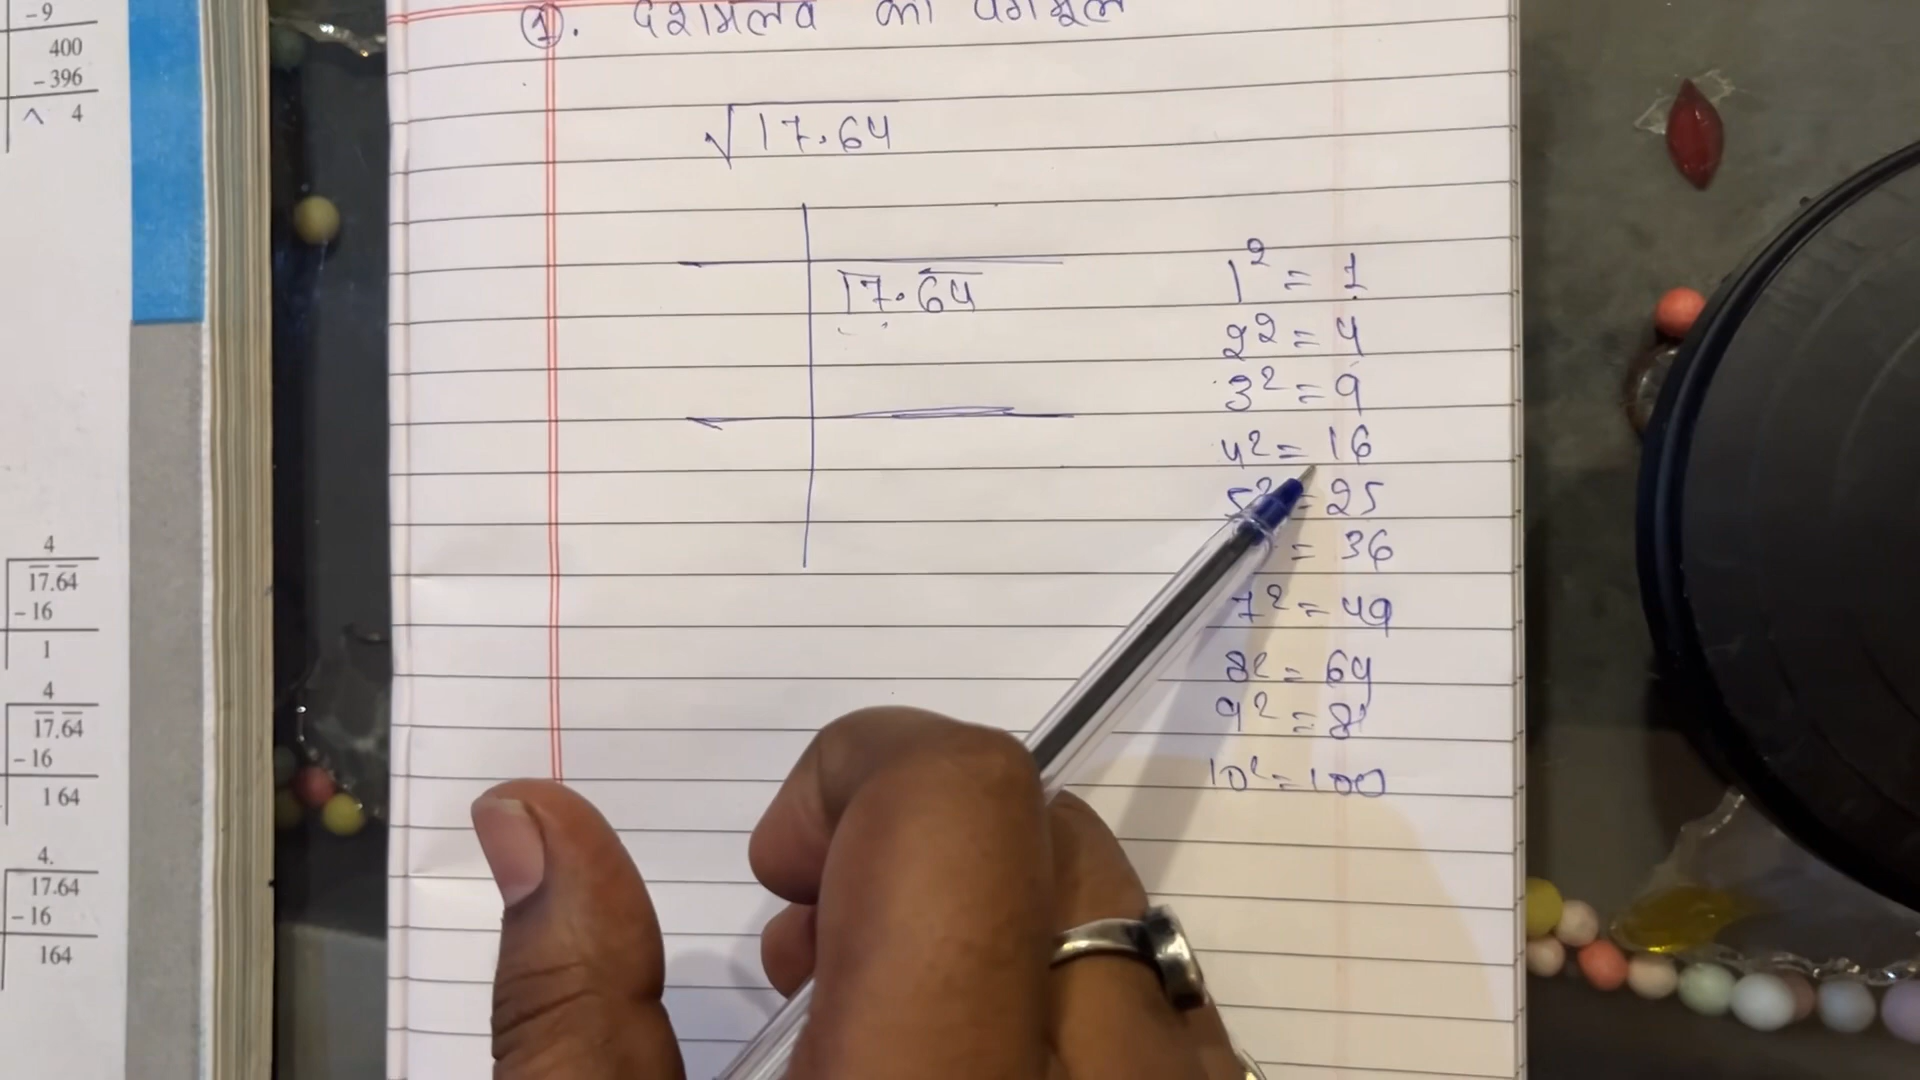 -9
400
-396
4
4
17.64
-16
1
4
17.64
-16
164
4.
17.64
-16
164
①. दशमलव का वर्गमूल
√17.64
17.64
1² = 1
2² = 4
3² = 9
4² = 16
5² = 25
= 36
7² = 49
8² = 64
9² = 81
10² = 100